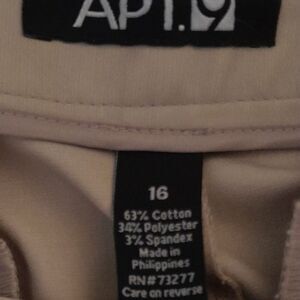 APT.9
16
63% Cotton
34% Polyester
3% Spandex
Made in
Philippines
RN#73277
Care on reverse